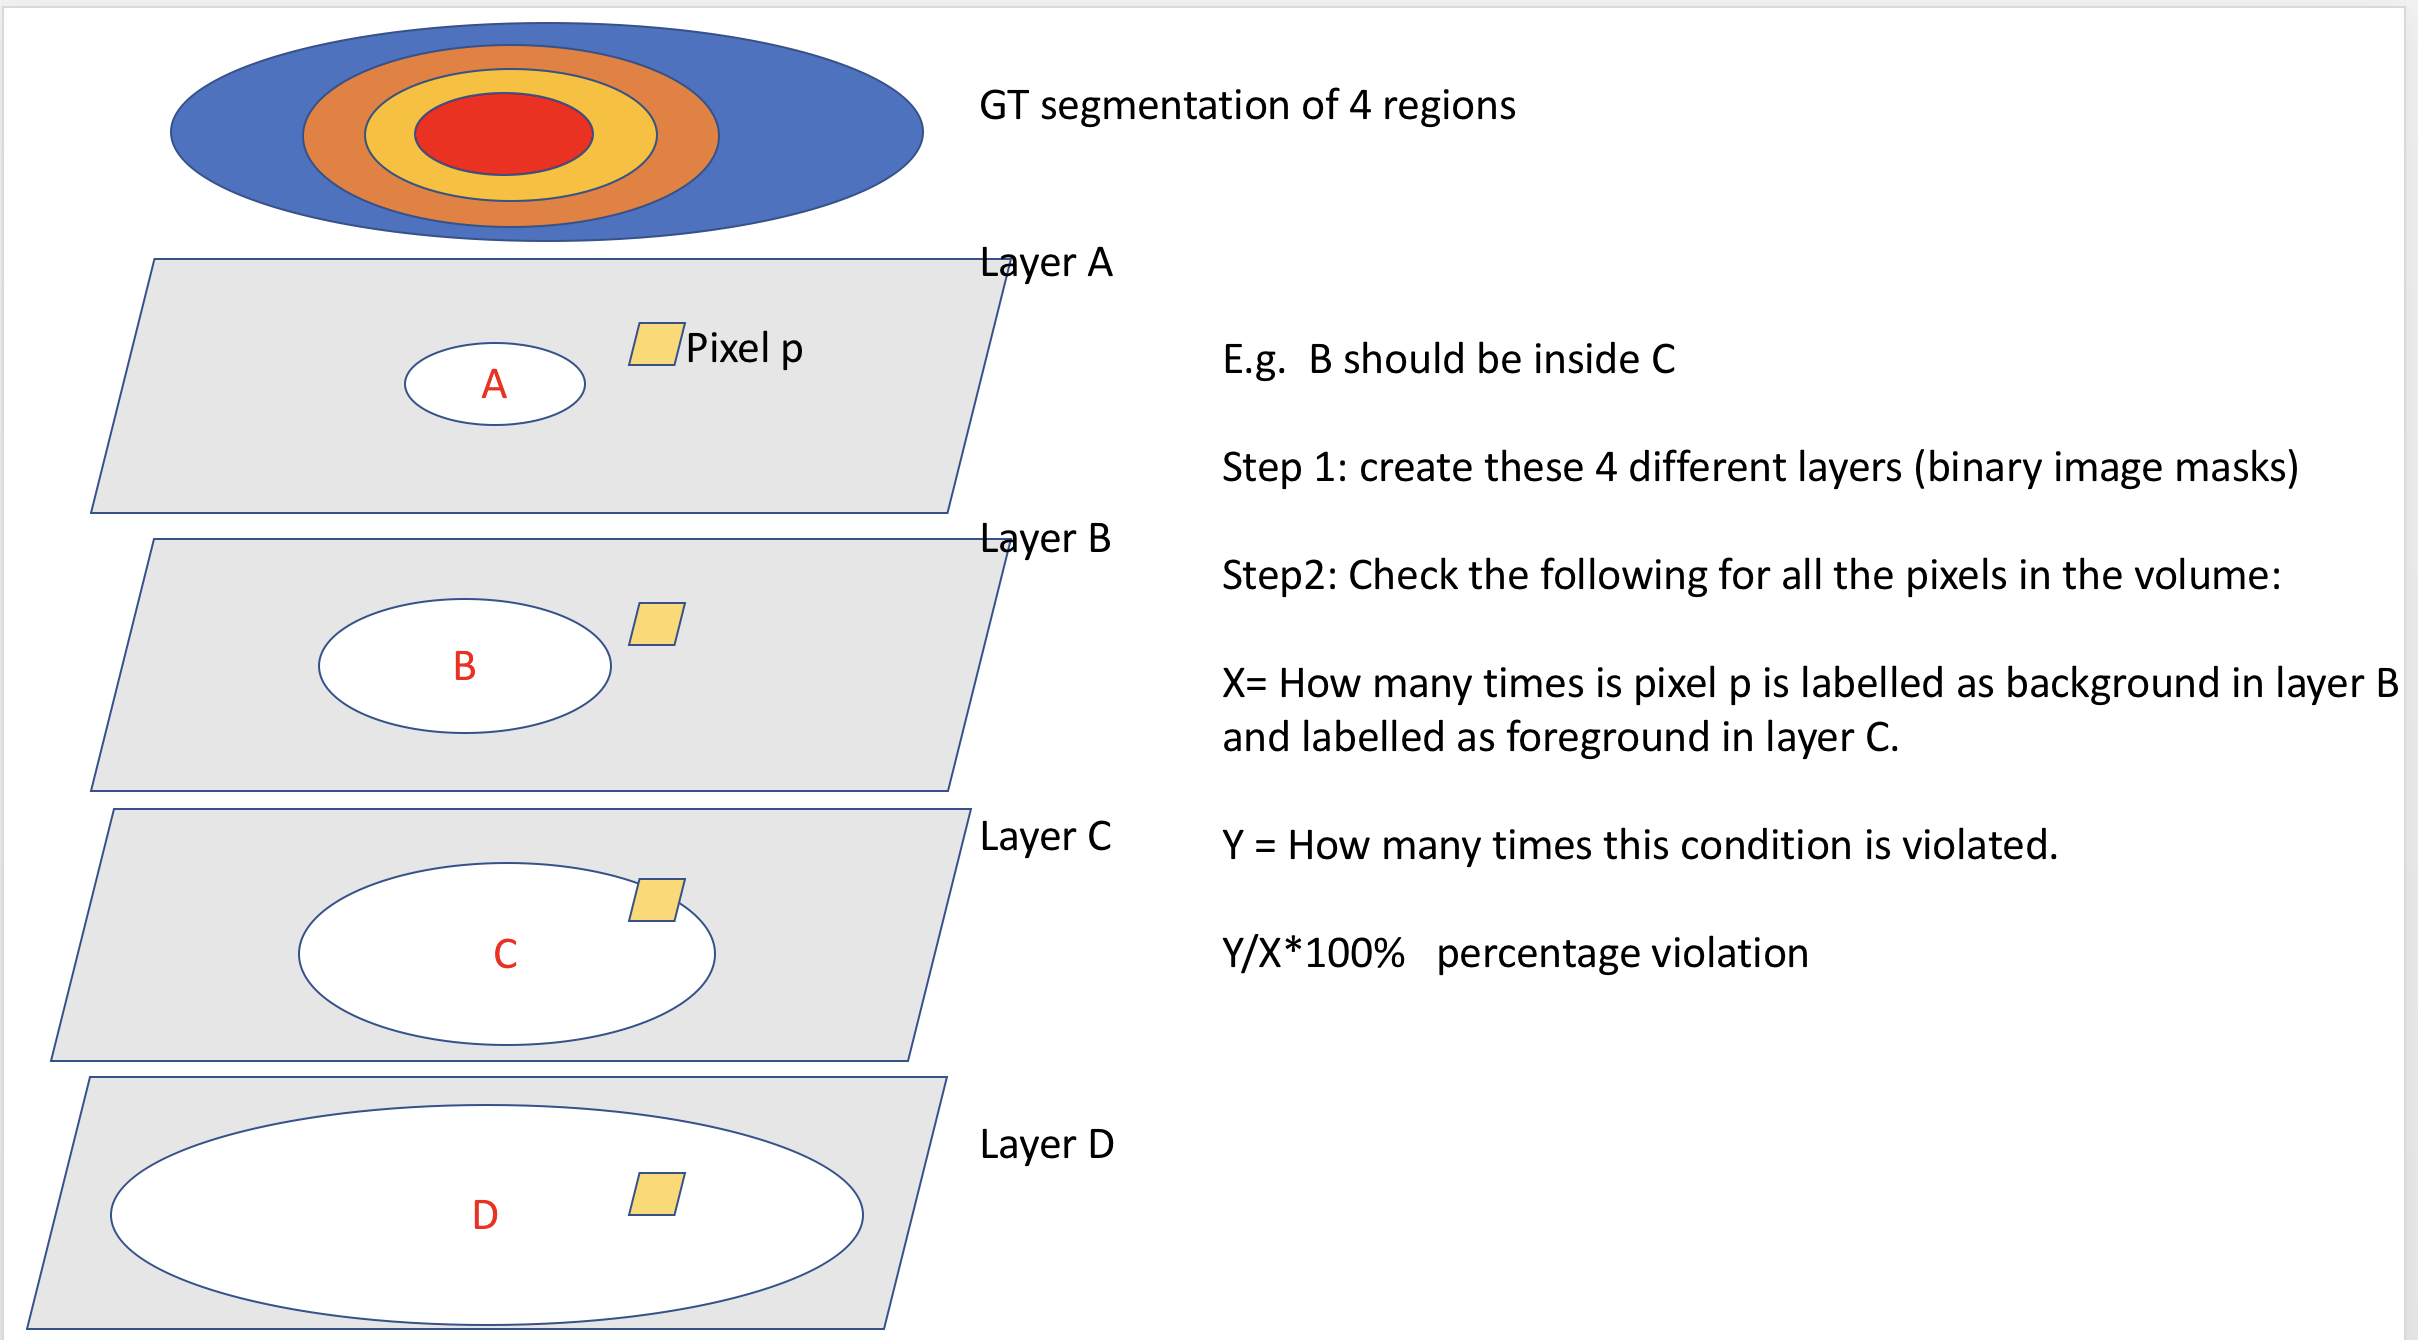 GT segmentation of 4 regions
Layer A
Pixel p
A
E.g.  B should be inside C
Step 1: create these 4 different layers (binary image masks)
Layer B
Step2: Check the following for all the pixels in the volume:
B
X= How many times is pixel p is labelled as background in layer B
and labelled as foreground in layer C.
Layer C
Y = How many times this condition is violated.
C
Y/X*100%   percentage violation
Layer D
D